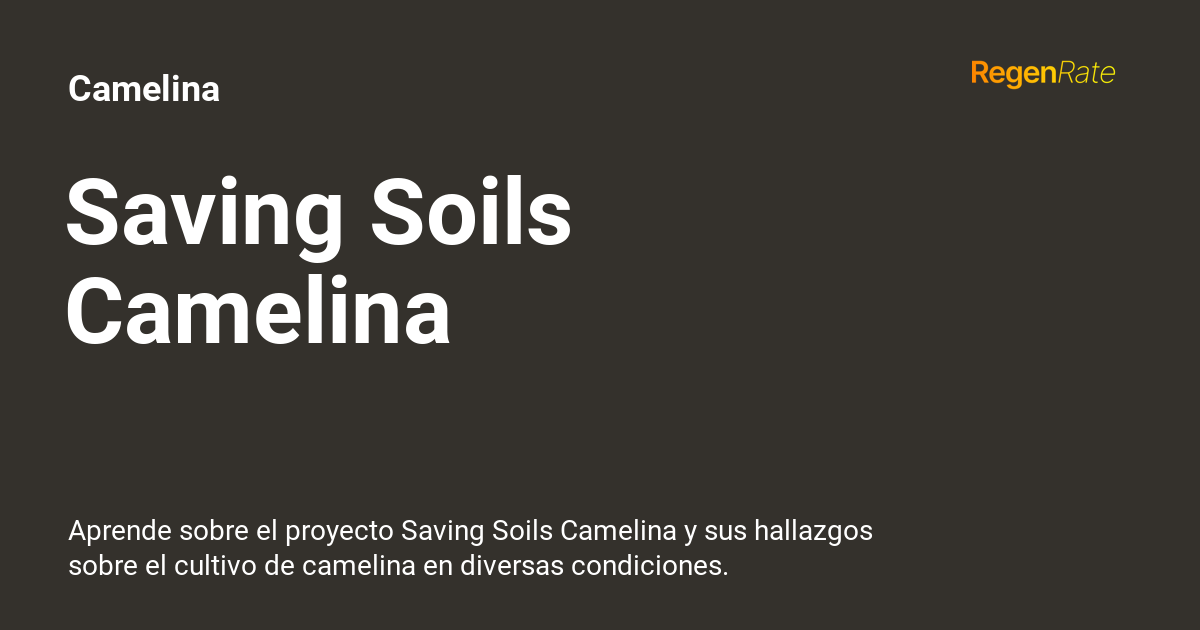 Camelina
RegenRate
Saving Soils
Camelina
Aprende sobre el proyecto Saving Soils Camelina y sus hallazgos
sobre el cultivo de camelina en diversas condiciones.